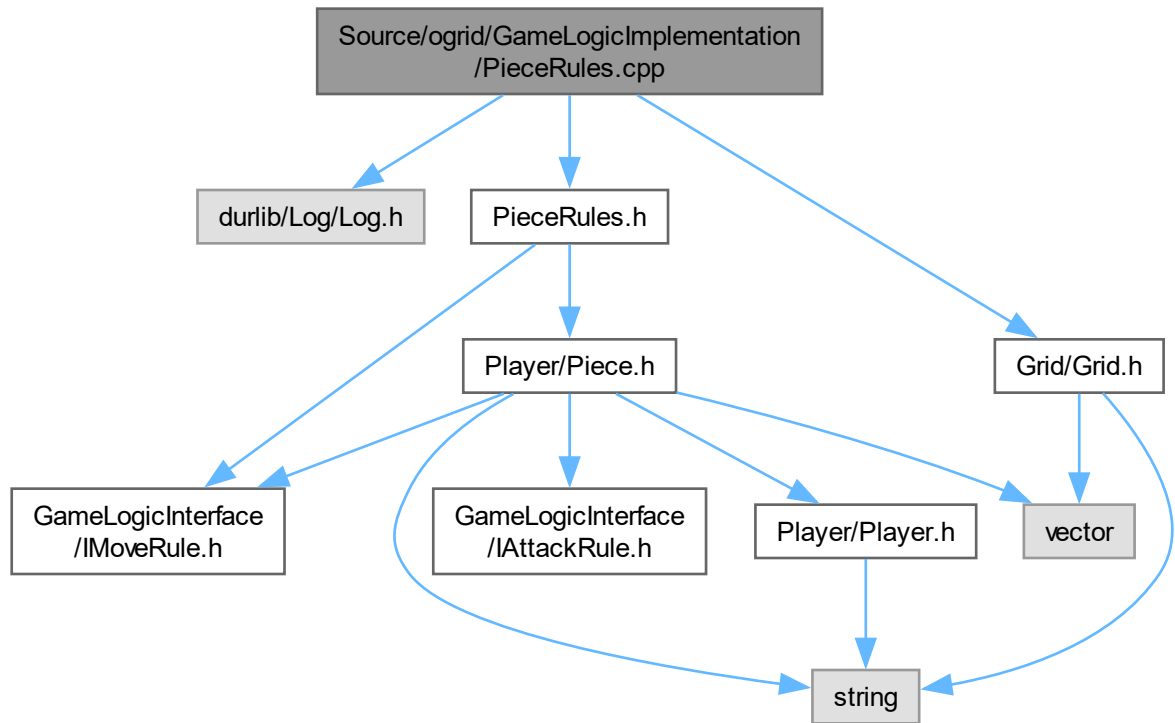 Source/ogrid/GameLogicImplementation
/PieceRules.cpp
durlib/Log/Log.h
PieceRules.h
Player/Piece.h
Grid/Grid.h
GameLogicInterface
/IMoveRule.h
GameLogicInterface
/IAttackRule.h
Player/Player.h
vector
string